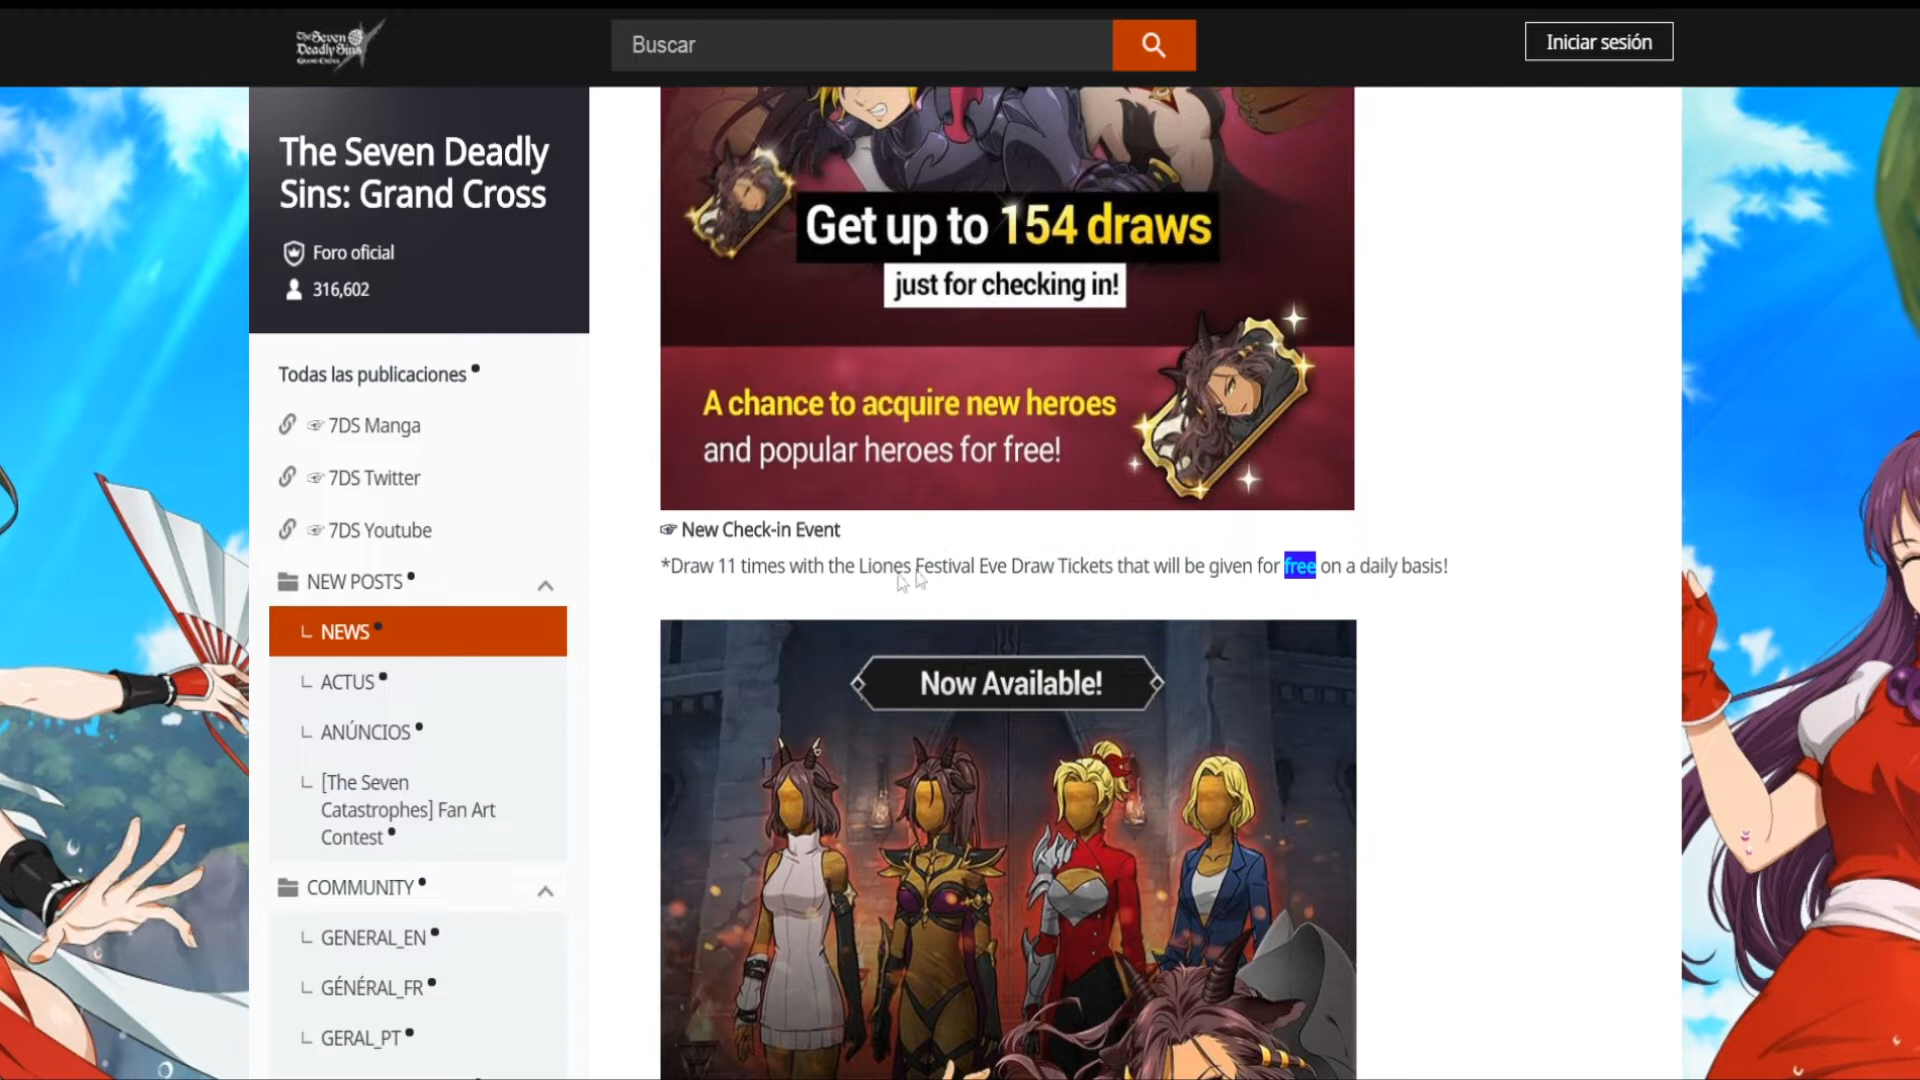 The Seven
Deadly Sins
GRAND CROSS
Buscar
Iniciar sesión
The Seven Deadly
Sins: Grand Cross
Foro oficial
316,602
Todas las publicaciones
☞ 7DS Manga
☞ 7DS Twitter
☞ 7DS Youtube
NEW POSTS
NEWS
ACTUS
ANÚNCIOS
[The Seven
Catastrophes] Fan Art
Contest
COMMUNITY
GENERAL_EN
GÉNÉRAL_FR
GERAL_PT
Get up to 154 draws
just for checking in!
A chance to acquire new heroes
and popular heroes for free!
☞ New Check-in Event
*Draw 11 times with the Liones Festival Eve Draw Tickets that will be given for free on a daily basis!
Now Available!